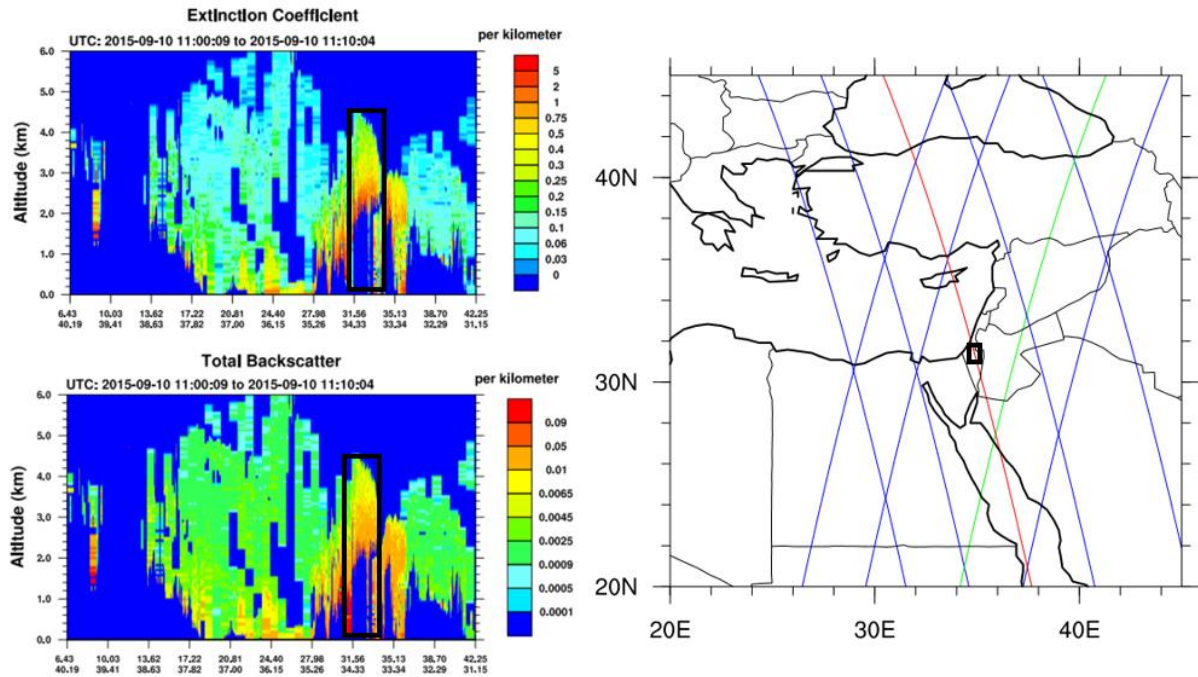 Extinction Coefficient
UTC: 2015-09-10 11:00:09 to 2015-09-10 11:10:04
per kilometer
Altitude (km)
6.0
5.0
4.0
3.0
2.0
1.0
0.0
6.43 10.03 13.62 17.22 20.81 24.40 27.98 31.56 35.13 38.70 42.25
40.19 39.41 38.63 37.82 37.00 36.15 35.26 34.33 33.34 32.29 31.15
5
2
1
0.75
0.5
0.4
0.3
0.25
0.2
0.15
0.1
0.06
0.03
0
Total Backscatter
UTC: 2015-09-10 11:00:09 to 2015-09-10 11:10:04
per kilometer
Altitude (km)
6.0
5.0
4.0
3.0
2.0
1.0
0.0
6.43 10.03 13.62 17.22 20.81 24.40 27.98 31.56 35.13 38.70 42.25
40.19 39.41 38.63 37.82 37.00 36.15 35.26 34.33 33.34 32.29 31.15
0.09
0.05
0.01
0.0065
0.0045
0.0025
0.0009
0.0005
0.0001
40N
30N
20N
20E 30E 40E